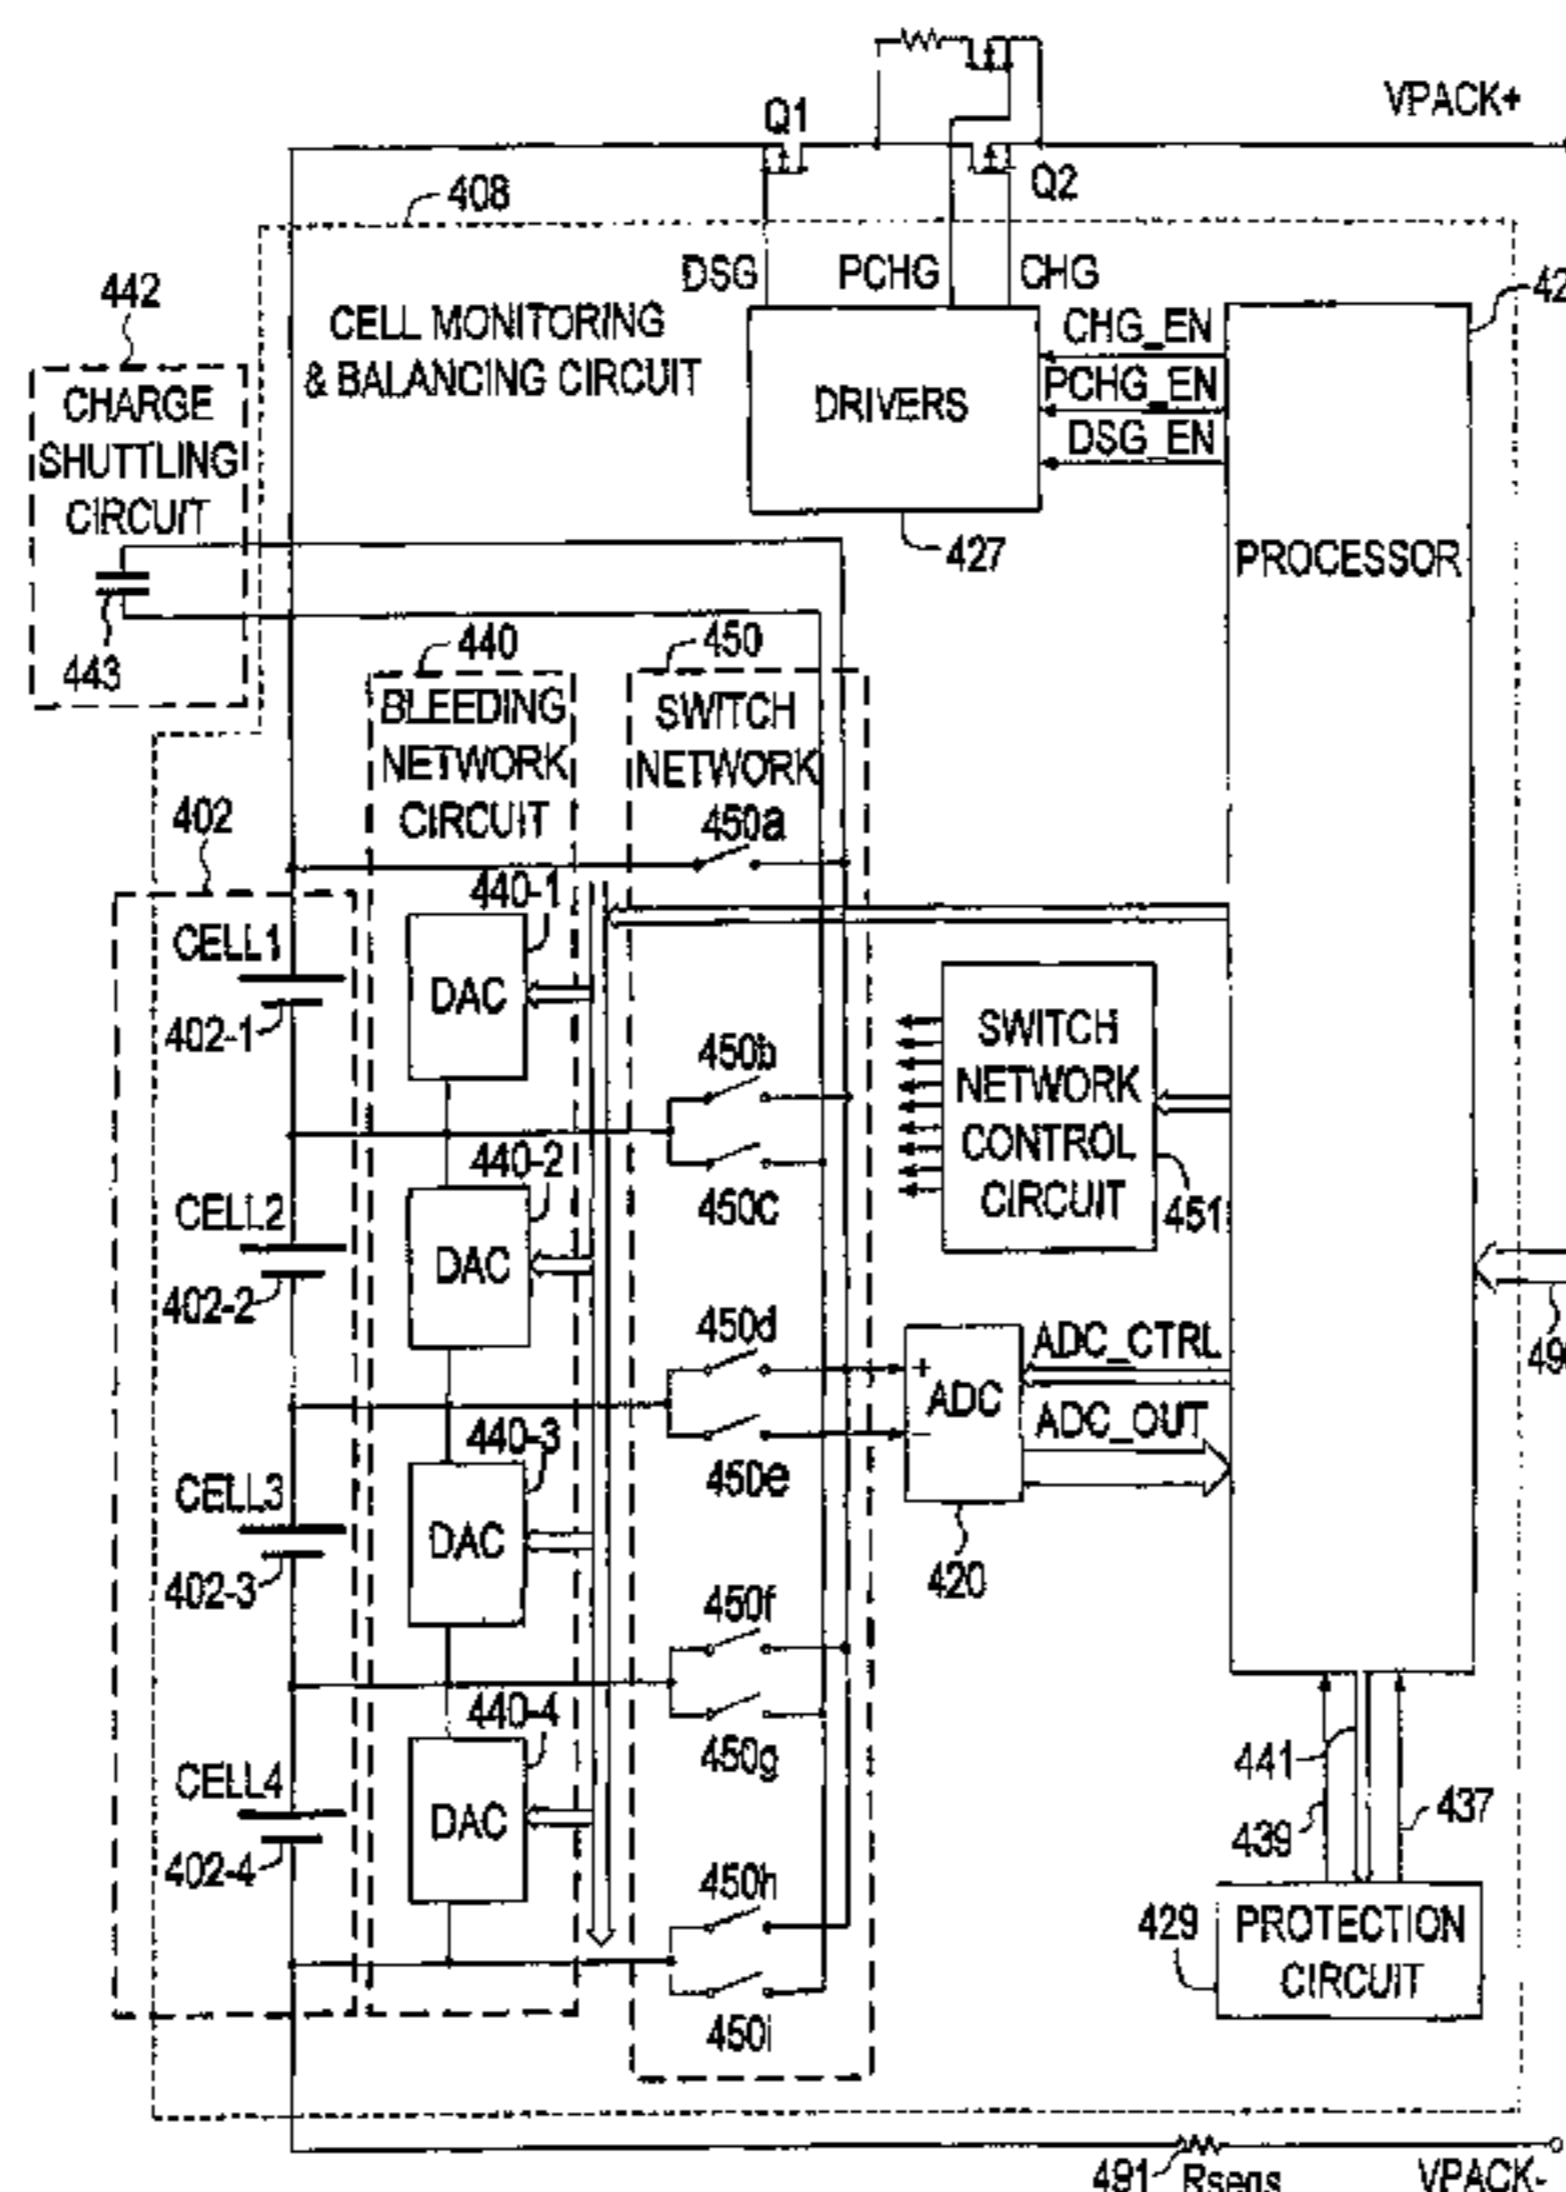 VPACK+
Q1
Q2
408
DSG
PCHG
CHG
442
CELL MONITORING
& BALANCING CIRCUIT
CHG_EN
PCHG_EN
DSG_EN
DRIVERS
CHARGE
SHUTTLING
CIRCUIT
427
PROCESSOR
443
440
450
BLEEDING
NETWORK
CIRCUIT
SWITCH
NETWORK
402
450a
440-1
CELL1
DAC
402-1
450b
SWITCH
NETWORK
CONTROL
CIRCUIT
440-2
450c
451
CELL2
DAC
402-2
450d
ADC_CTRL
+
ADC
-
ADC_OUT
440-3
450e
CELL3
DAC
402-3
420
450f
440-4
450g
441
CELL4
DAC
439
437
402-4
450h
429
PROTECTION
CIRCUIT
450i
491
Rsens
VPACK-